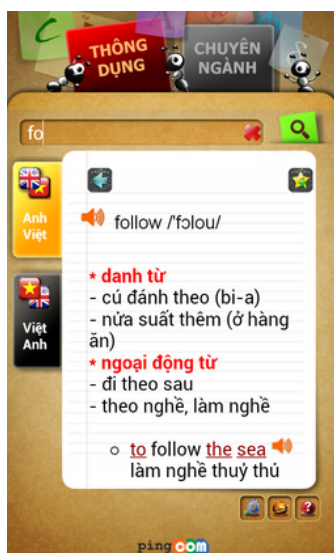 THÔNG
DỤNG
CHUYÊN
NGÀNH
fo
Anh
Việt
Việt
Anh
follow /'fɔlou/
* danh từ
- cú đánh theo (bi-a)
- nửa suất thêm (ở hàng
ăn)
* ngoại động từ
- đi theo sau
- theo nghề, làm nghề
to follow the sea
làm nghề thuỷ thủ
pingcom